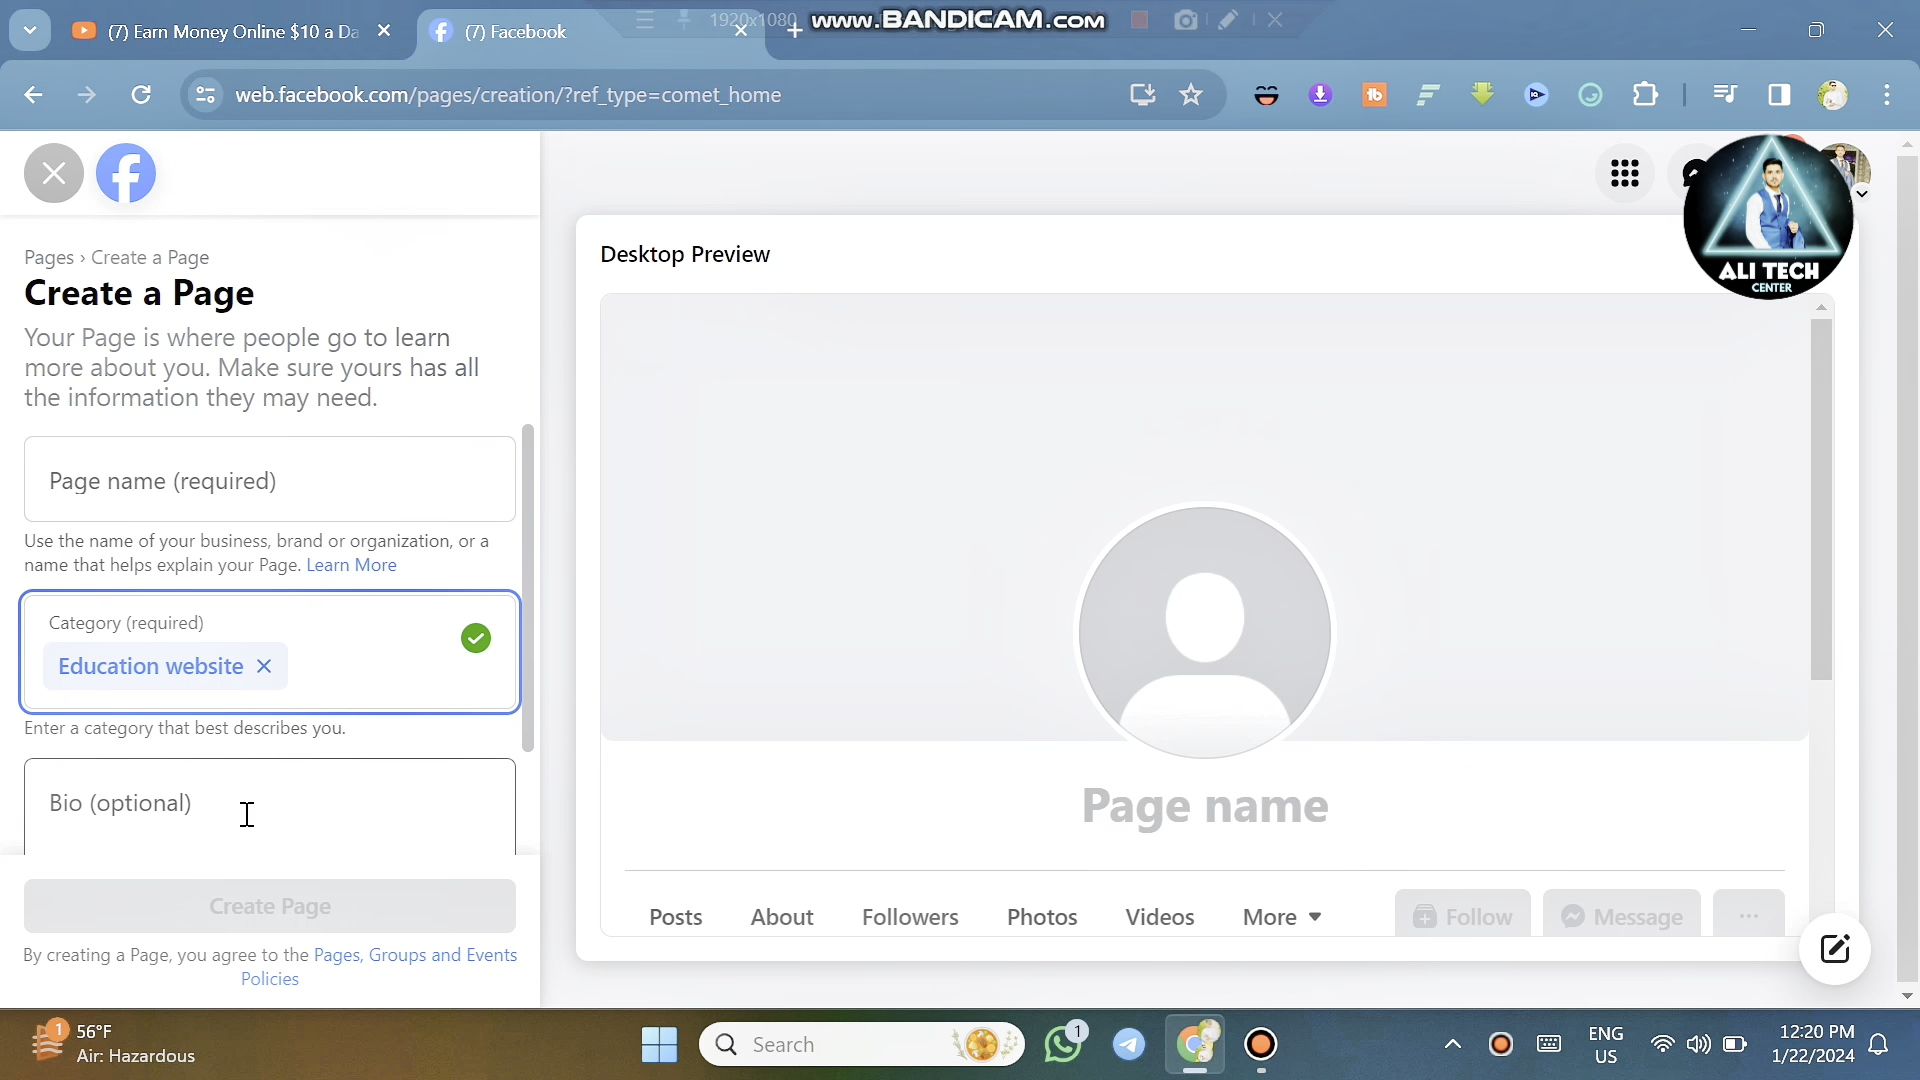 (7) Earn Money Online $10 a Da
(7) Facebook
1920x1080
www.BANDICAM.com
web.facebook.com/pages/creation/?ref_type=comet_home
Pages › Create a Page
Create a Page
Your Page is where people go to learn
more about you. Make sure yours has all
the information they may need.
Page name (required)
Use the name of your business, brand or organization, or a
name that helps explain your Page. Learn More
Category (required)
Education website
Enter a category that best describes you.
Bio (optional)
Create Page
By creating a Page, you agree to the Pages, Groups and Events
Policies
Desktop Preview
ALI TECH
CENTER
Page name
Posts About Followers Photos Videos More Follow Message
1 56°F
Air: Hazardous
Search
1
ENG
US
12:20 PM
1/22/2024